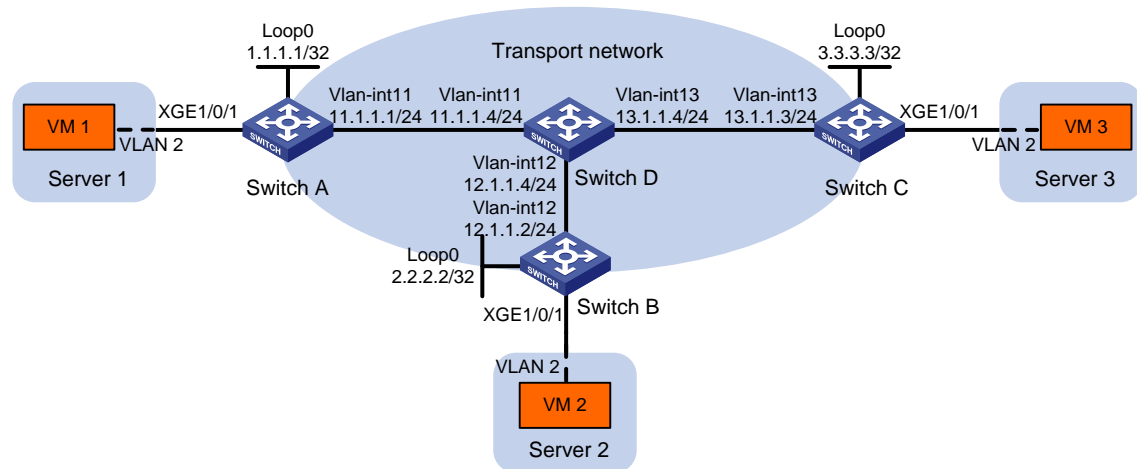 Loop0
1.1.1.1/32
Transport network
Loop0
3.3.3.3/32
XGE1/0/1
Vlan-int11
11.1.1.1/24
Vlan-int11
11.1.1.4/24
Vlan-int13
13.1.1.4/24
Vlan-int13
13.1.1.3/24
XGE1/0/1
VM 1
VLAN 2
Server 1
SWITCH
Switch A
SWITCH
Switch D
SWITCH
Switch C
VM 3
VLAN 2
Server 3
Vlan-int12
12.1.1.4/24
Vlan-int12
12.1.1.2/24
Loop0
2.2.2.2/32
SWITCH
Switch B
XGE1/0/1
VLAN 2
VM 2
Server 2